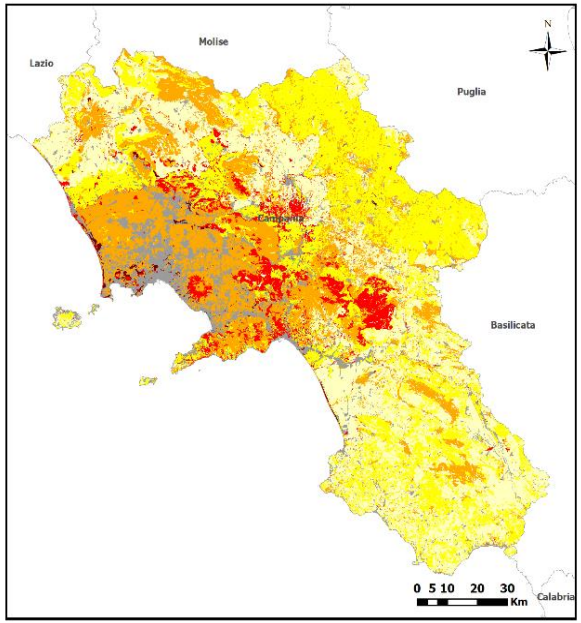 Molise
N
Lazio
Puglia
Campania
Basilicata
0 5 10 20 30
Km
Calabria